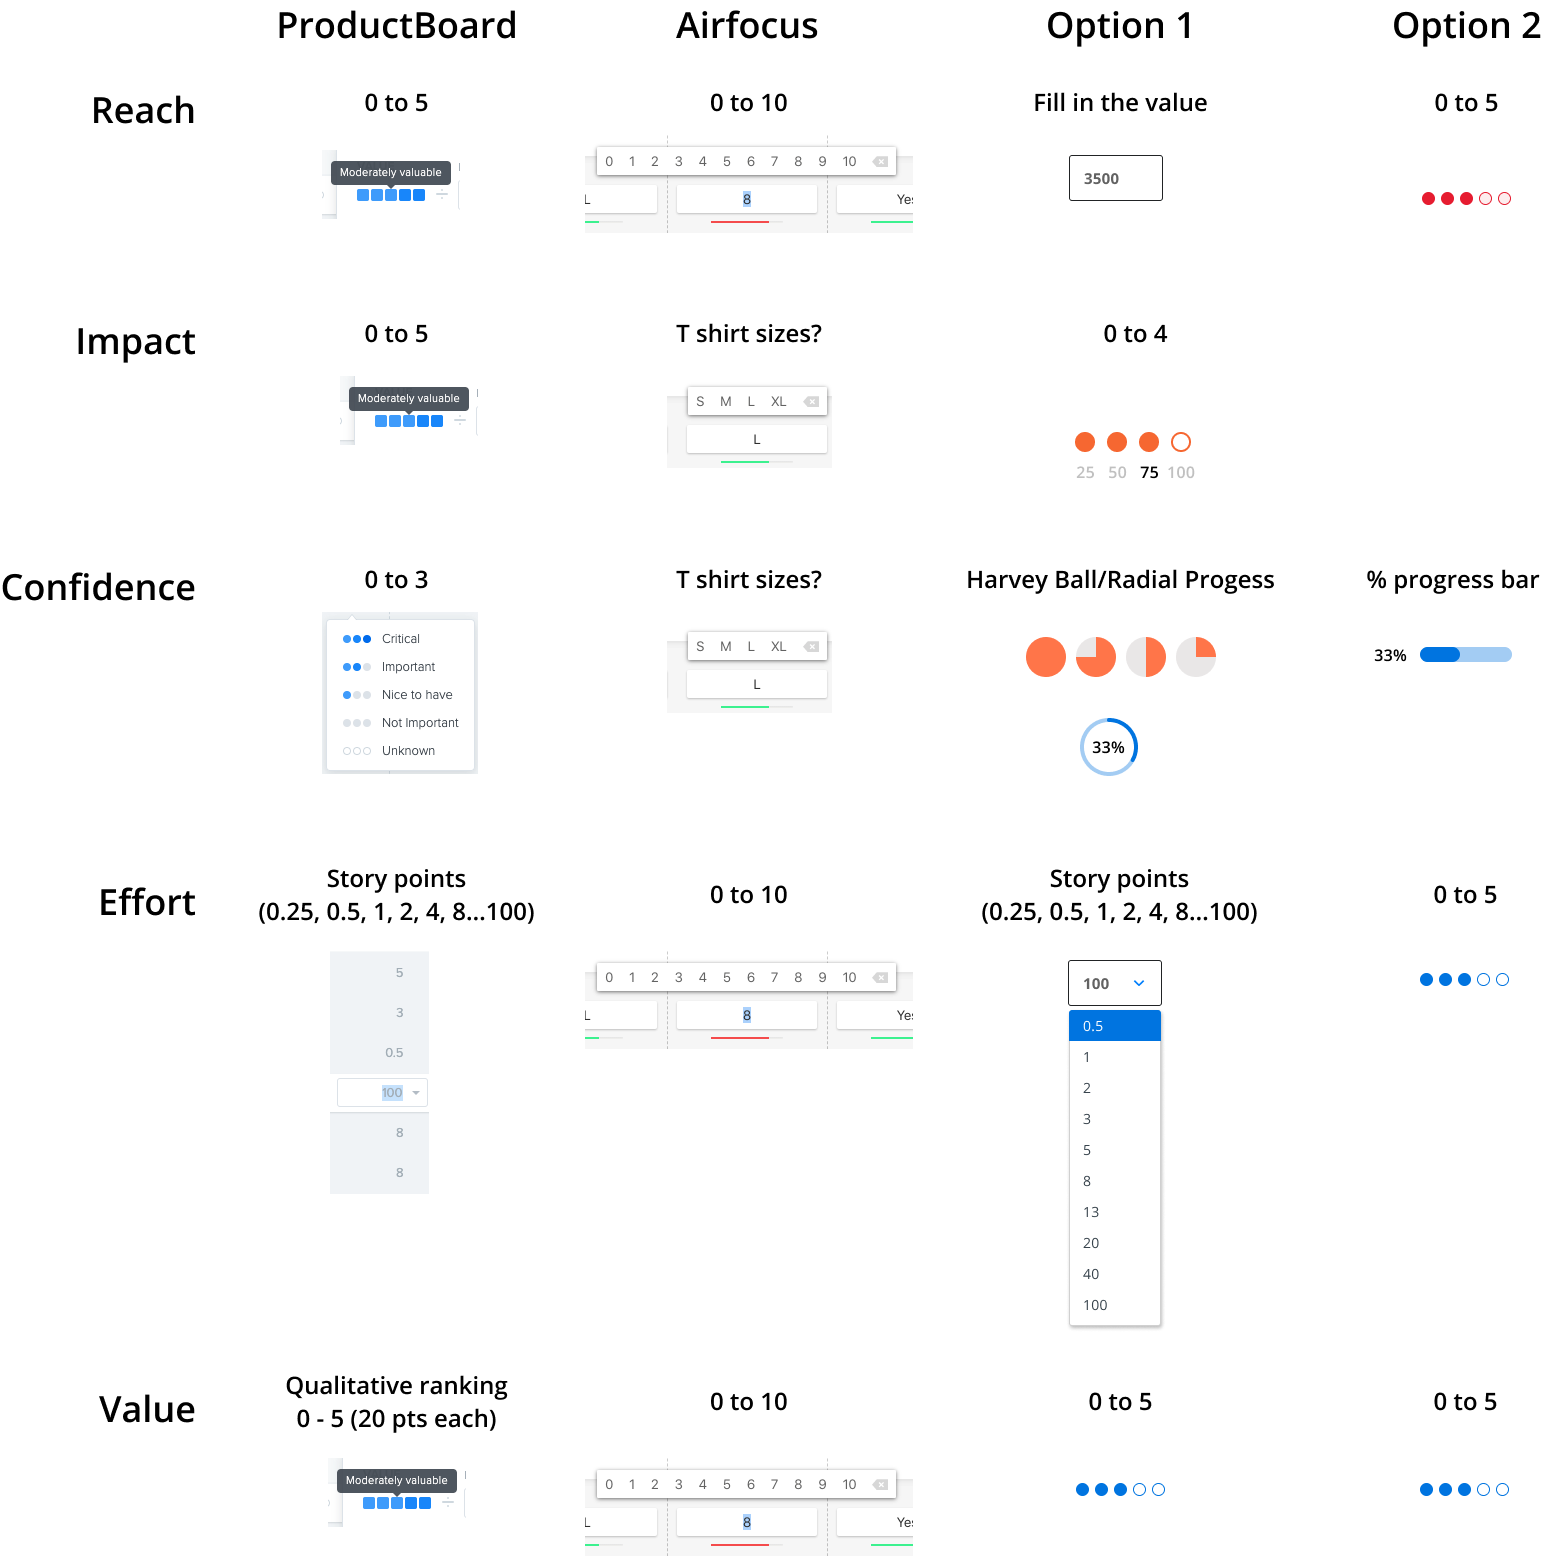 ProductBoard Airfocus Option 1 Option 2
Reach
0 to 5
Moderately valuable
0 to 10
0 1 2 3 4 5 6 7 8 9 10
L 8 Yes
Fill in the value
3500
0 to 5
Impact
0 to 5
Moderately valuable
T shirt sizes?
S M L XL
L
0 to 4
25 50 75 100
Confidence
0 to 3
Critical
Important
Nice to have
Not Important
Unknown
T shirt sizes?
S M L XL
L
Harvey Ball/Radial Progess
33%
% progress bar
33%
Effort
Story points
(0.25, 0.5, 1, 2, 4, 8...100)
5
3
0.5
100
8
8
0 to 10
0 1 2 3 4 5 6 7 8 9 10
L 8 Yes
Story points
(0.25, 0.5, 1, 2, 4, 8...100)
100
0.5
1
2
3
5
8
13
20
40
100
0 to 5
Value
Qualitative ranking
0 - 5 (20 pts each)
Moderately valuable
0 to 10
0 1 2 3 4 5 6 7 8 9 10
L 8 Yes
0 to 5
0 to 5